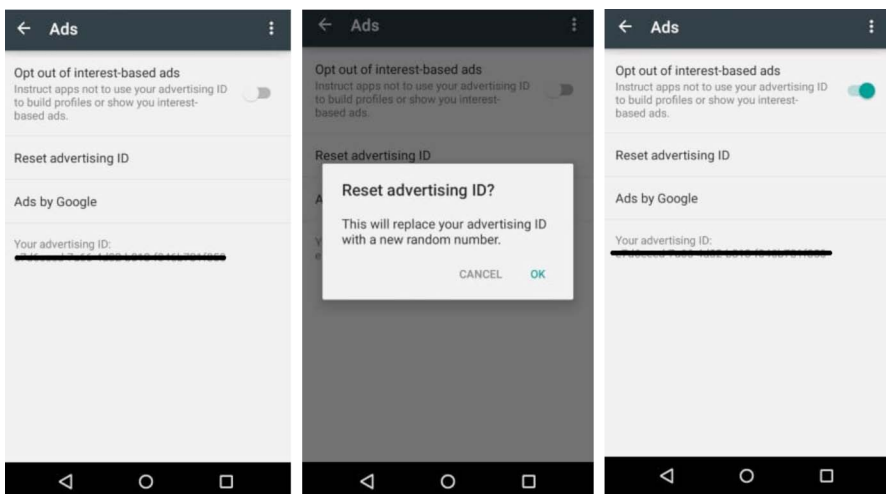 Ads
Opt out of interest-based ads
Instruct apps not to use your advertising ID
to build profiles or show you interest-
based ads.
Reset advertising ID
Ads by Google
Your advertising ID:
Ads
Opt out of interest-based ads
Instruct apps not to use your advertising ID
to build profiles or show you interest-
based ads.
Reset advertising ID
Reset advertising ID?
This will replace your advertising ID
with a new random number.
CANCEL OK
Ads
Opt out of interest-based ads
Instruct apps not to use your advertising ID
to build profiles or show you interest-
based ads.
Reset advertising ID
Ads by Google
Your advertising ID: